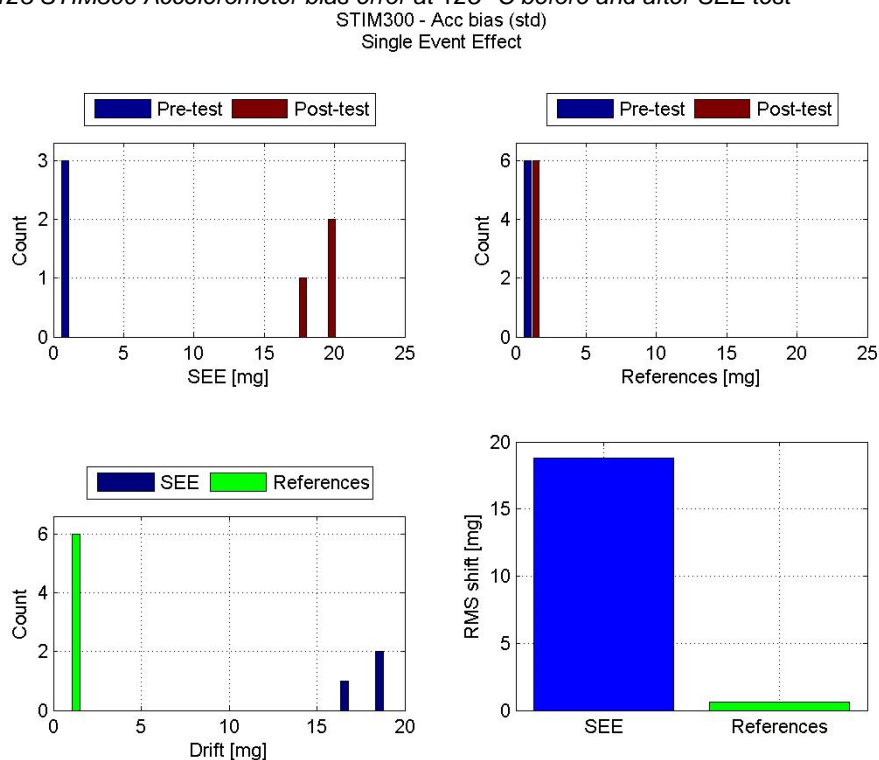 STIM300 - Acc bias (std)
Single Event Effect
Pre-test Post-test
3
2
1
0
Count
0 5 10 15 20 25
SEE [mg]
Pre-test Post-test
6
4
2
0
Count
0 5 10 15 20 25
References [mg]
SEE References
6
4
2
0
Count
0 5 10 15 20
Drift [mg]
20
15
10
5
0
RMS shift [mg]
SEE References